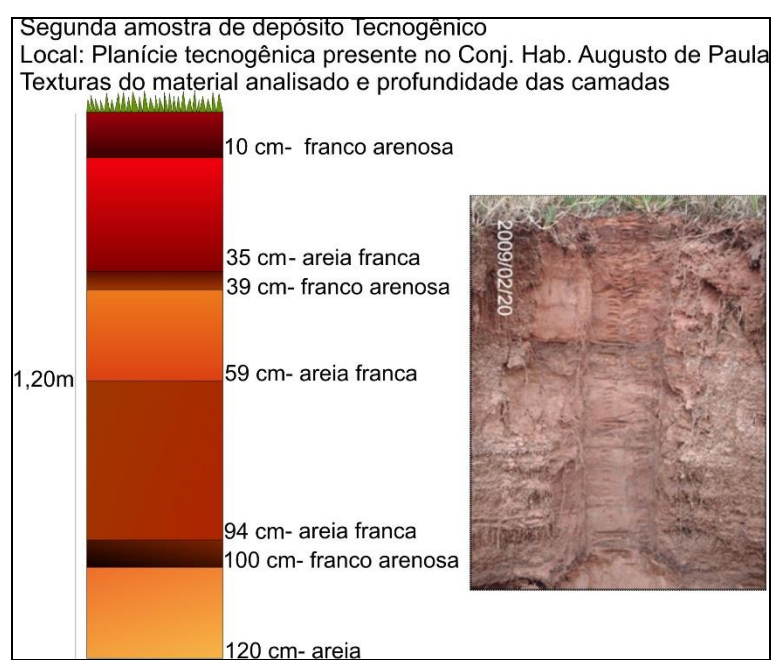 Segunda amostra de depósito Tecnogênico
Local: Planície tecnogênica presente no Conj. Hab. Augusto de Paula
Texturas do material analisado e profundidade das camadas
10 cm- franco arenosa
35 cm- areia franca
39 cm- franco arenosa
59 cm- areia franca
1,20m
94 cm- areia franca
100 cm- franco arenosa
120 cm- areia
2009/02/20